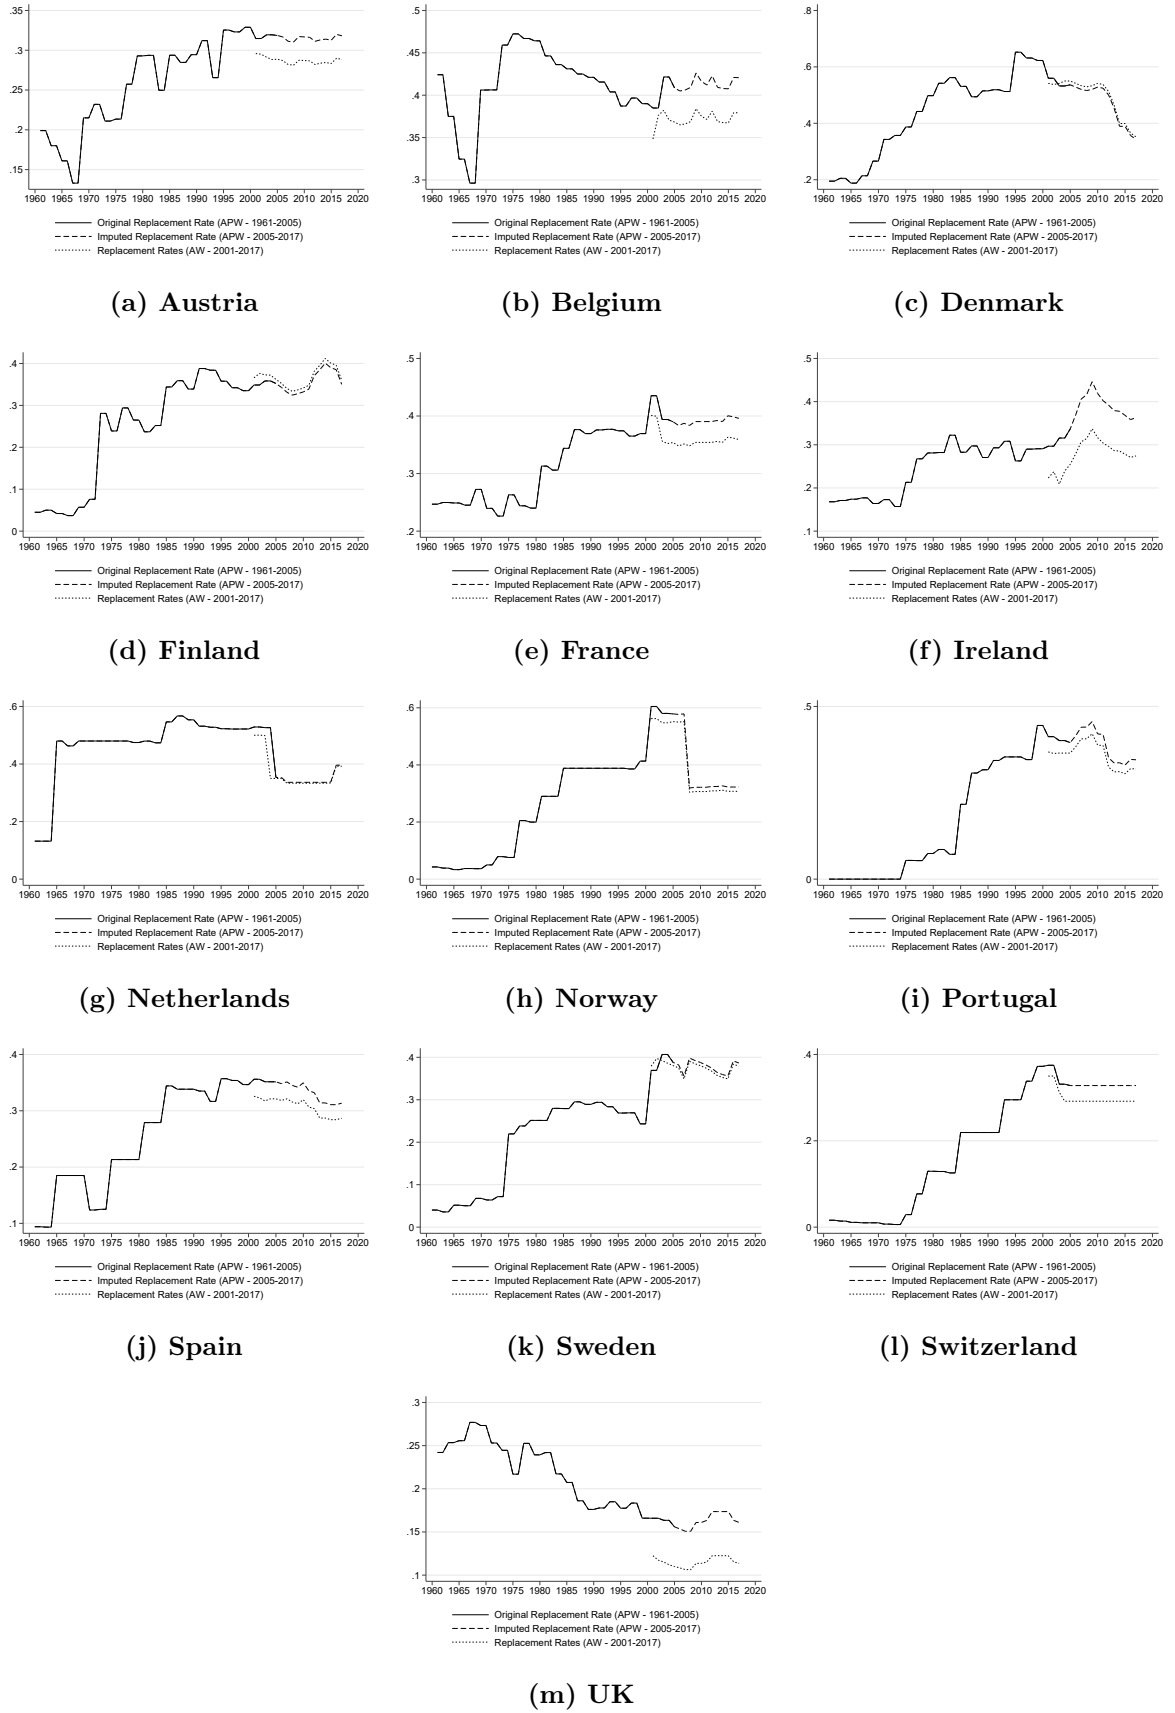 .35
.3
.25
.2
.15
1960 1965 1970 1975 1980 1985 1990 1995 2000 2005 2010 2015 2020
Original Replacement Rate (APW - 1961-2005)
Imputed Replacement Rate (APW - 2005-2017)
Replacement Rates (AW - 2001-2017)
(a) Austria
.5
.45
.4
.35
.3
1960 1965 1970 1975 1980 1985 1990 1995 2000 2005 2010 2015 2020
Original Replacement Rate (APW - 1961-2005)
Imputed Replacement Rate (APW - 2005-2017)
Replacement Rates (AW - 2001-2017)
(b) Belgium
.8
.6
.4
.2
1960 1965 1970 1975 1980 1985 1990 1995 2000 2005 2010 2015 2020
Original Replacement Rate (APW - 1961-2005)
Imputed Replacement Rate (APW - 2005-2017)
Replacement Rates (AW - 2001-2017)
(c) Denmark
.4
.3
.2
.1
0
1960 1965 1970 1975 1980 1985 1990 1995 2000 2005 2010 2015 2020
Original Replacement Rate (APW - 1961-2005)
Imputed Replacement Rate (APW - 2005-2017)
Replacement Rates (AW - 2001-2017)
(d) Finland
.5
.4
.3
.2
1960 1965 1970 1975 1980 1985 1990 1995 2000 2005 2010 2015 2020
Original Replacement Rate (APW - 1961-2005)
Imputed Replacement Rate (APW - 2005-2017)
Replacement Rates (AW - 2001-2017)
(e) France
.5
.4
.3
.2
.1
1960 1965 1970 1975 1980 1985 1990 1995 2000 2005 2010 2015 2020
Original Replacement Rate (APW - 1961-2005)
Imputed Replacement Rate (APW - 2005-2017)
Replacement Rates (AW - 2001-2017)
(f) Ireland
.6
.4
.2
0
1960 1965 1970 1975 1980 1985 1990 1995 2000 2005 2010 2015 2020
Original Replacement Rate (APW - 1961-2005)
Imputed Replacement Rate (APW - 2005-2017)
Replacement Rates (AW - 2001-2017)
(g) Netherlands
.6
.4
.2
0
1960 1965 1970 1975 1980 1985 1990 1995 2000 2005 2010 2015 2020
Original Replacement Rate (APW - 1961-2005)
Imputed Replacement Rate (APW - 2005-2017)
Replacement Rates (AW - 2001-2017)
(h) Norway
.5
0
1960 1965 1970 1975 1980 1985 1990 1995 2000 2005 2010 2015 2020
Original Replacement Rate (APW - 1961-2005)
Imputed Replacement Rate (APW - 2005-2017)
Replacement Rates (AW - 2001-2017)
(i) Portugal
.4
.3
.2
.1
1960 1965 1970 1975 1980 1985 1990 1995 2000 2005 2010 2015 2020
Original Replacement Rate (APW - 1961-2005)
Imputed Replacement Rate (APW - 2005-2017)
Replacement Rates (AW - 2001-2017)
(j) Spain
.4
.3
.2
.1
0
1960 1965 1970 1975 1980 1985 1990 1995 2000 2005 2010 2015 2020
Original Replacement Rate (APW - 1961-2005)
Imputed Replacement Rate (APW - 2005-2017)
Replacement Rates (AW - 2001-2017)
(k) Sweden
.4
.2
0
1960 1965 1970 1975 1980 1985 1990 1995 2000 2005 2010 2015 2020
Original Replacement Rate (APW - 1961-2005)
Imputed Replacement Rate (APW - 2005-2017)
Replacement Rates (AW - 2001-2017)
(l) Switzerland
.3
.25
.2
.15
.1
1960 1965 1970 1975 1980 1985 1990 1995 2000 2005 2010 2015 2020
Original Replacement Rate (APW - 1961-2005)
Imputed Replacement Rate (APW - 2005-2017)
Replacement Rates (AW - 2001-2017)
(m) UK